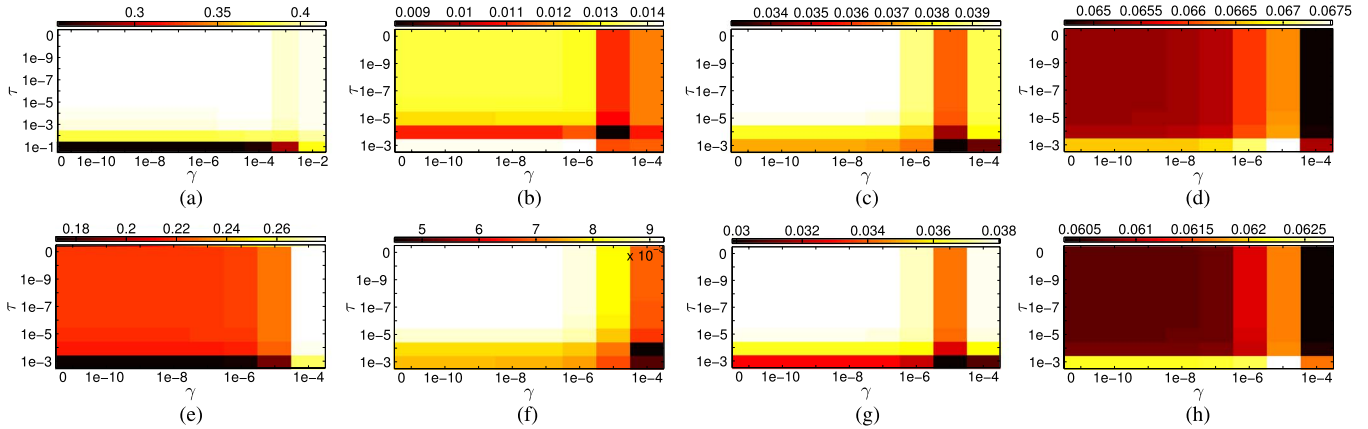 0.3 0.35 0.4
0.009 0.01 0.011 0.012 0.013 0.014
0.034 0.035 0.036 0.037 0.038 0.039
0.065 0.0655 0.066 0.0665 0.067 0.0675
τ 0 1e−9 1e−7 1e−5 1e−3 1e−1
τ 0 1e−9 1e−7 1e−5 1e−3
τ 0 1e−9 1e−7 1e−5 1e−3
τ 0 1e−9 1e−7 1e−5 1e−3
0 1e−10 1e−8 1e−6 1e−4 1e−2
0 1e−10 1e−8 1e−6 1e−4
0 1e−10 1e−8 1e−6 1e−4
0 1e−10 1e−8 1e−6 1e−4
γ γ γ γ
(a) (b) (c) (d)
0.18 0.2 0.22 0.24 0.26
5 6 7 8 9
0.03 0.032 0.034 0.036 0.038
0.0605 0.061 0.0615 0.062 0.0625
τ 0 1e−9 1e−7 1e−5 1e−3
τ 0 1e−9 1e−7 1e−5 1e−3
x 10
τ 0 1e−9 1e−7 1e−5 1e−3
τ 0 1e−9 1e−7 1e−5 1e−3
0 1e−10 1e−8 1e−6 1e−4
0 1e−10 1e−8 1e−6 1e−4
0 1e−10 1e−8 1e−6 1e−4
0 1e−10 1e−8 1e−6 1e−4
γ γ γ γ
(e) (f) (g) (h)